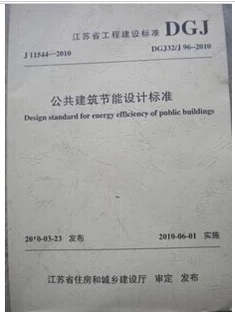 江苏省工程建设标准 DGJ
J 11544—2010 DGJ32/J 96-2010
公共建筑节能设计标准
Design standard for energy efficiency of public buildings
2010-03-23 发布 2010-06-01 实施
江苏省住房和城乡建设厅 审定 发布